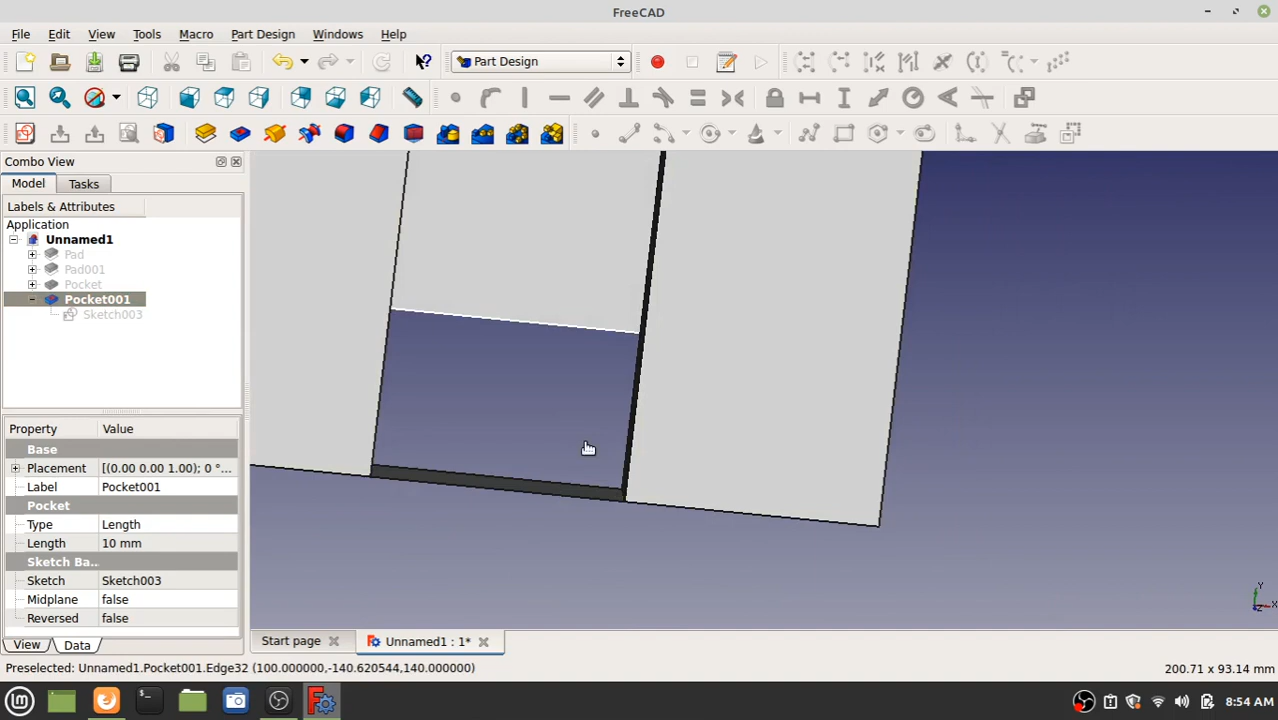 FreeCAD
File Edit View Tools Macro Part Design Windows Help
Part Design
Combo View
Model Tasks
Labels & Attributes
Application
Unnamed1
Pad
Pad001
Pocket
Pocket001
Sketch003
Property Value
Base
Placement [(0.00 0.00 1.00); 0 °...
Label Pocket001
Pocket
Type Length
Length 10 mm
Sketch Ba...
Sketch Sketch003
Midplane false
Reversed false
View Data
Start page Unnamed1 : 1*
Y
X
Preselected: Unnamed1.Pocket001.Edge32 (100.000000,-140.620544,140.000000) 200.71 x 93.14 mm
8:54 AM